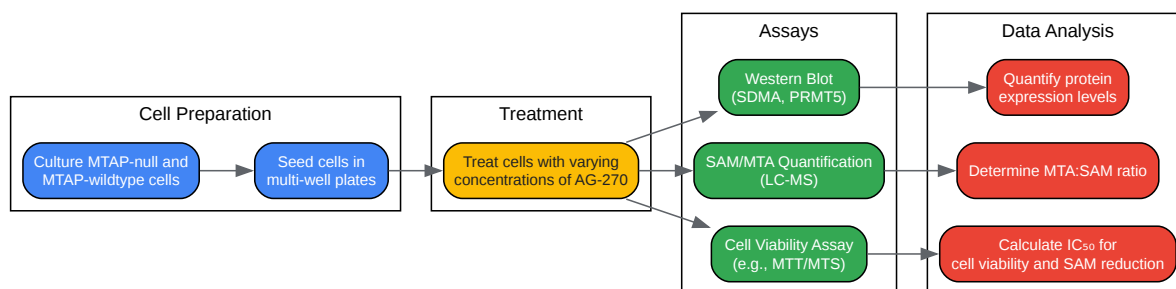 Cell Preparation
Culture MTAP-null and
MTAP-wildtype cells
Seed cells in
multi-well plates
Treatment
Treat cells with varying
concentrations of AG-270
Assays
Western Blot
(SDMA, PRMT5)
SAM/MTA Quantification
(LC-MS)
Cell Viability Assay
(e.g., MTT/MTS)
Data Analysis
Quantify protein
expression levels
Determine MTA:SAM ratio
Calculate IC₅₀ for
cell viability and SAM reduction